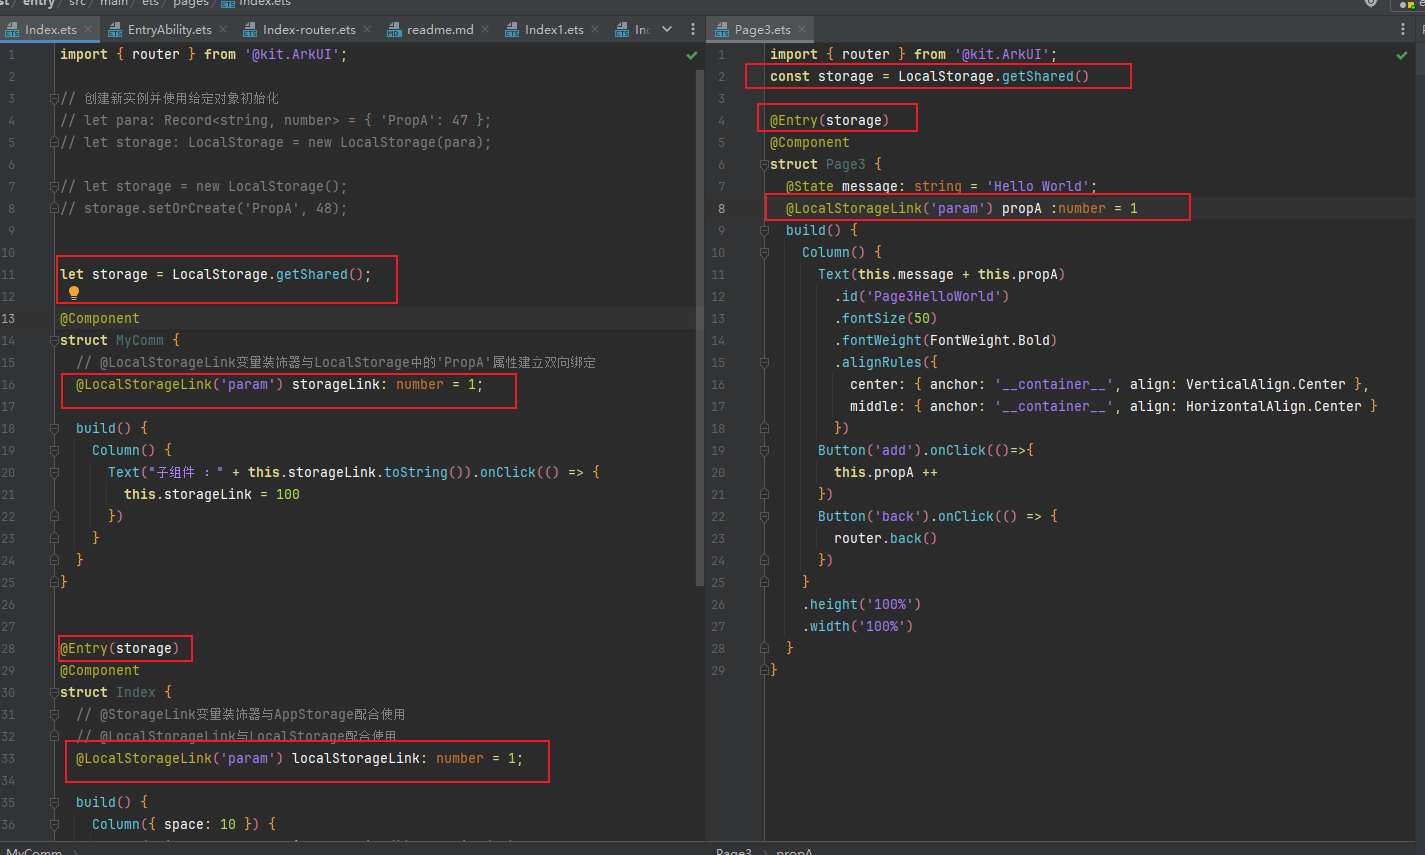 entry › src › main › ets › pages › Index.ets
Index.ets
EntryAbility.ets
Index-router.ets
readme.md
Index1.ets
Page3.ets
1 import { router } from '@kit.ArkUI';
2
3 // 创建新实例并使用给定对象初始化
4 // let para: Record<string, number> = { 'PropA': 47 };
5 // let storage: LocalStorage = new LocalStorage(para);
6
7 // let storage = new LocalStorage();
8 // storage.setOrCreate('PropA', 48);
9
10
11 let storage = LocalStorage.getShared();
12
13 @Component
14 struct MyComm {
15 // @LocalStorageLink变量装饰器与LocalStorage中的'PropA'属性建立双向绑定
16 @LocalStorageLink('param') storageLink: number = 1;
17
18 build() {
19 Column() {
20 Text("子组件 :" + this.storageLink.toString()).onClick(() => {
21 this.storageLink = 100
22 })
23 }
24 }
25 }
26
27
28 @Entry(storage)
29 @Component
30 struct Index {
31 // @StorageLink变量装饰器与AppStorage配合使用
32 // @LocalStorageLink与LocalStorage配合使用
33 @LocalStorageLink('param') localStorageLink: number = 1;
34
35 build() {
36 Column({ space: 10 }) {
MyComm
1 import { router } from '@kit.ArkUI';
2 const storage = LocalStorage.getShared()
3
4 @Entry(storage)
5 @Component
6 struct Page3 {
7 @State message: string = 'Hello World';
8 @LocalStorageLink('param') propA :number = 1
9 build() {
10 Column() {
11 Text(this.message + this.propA)
12 .id('Page3HelloWorld')
13 .fontSize(50)
14 .fontWeight(FontWeight.Bold)
15 .alignRules({
16 center: { anchor: '__container__', align: VerticalAlign.Center },
17 middle: { anchor: '__container__', align: HorizontalAlign.Center }
18 })
19 Button('add').onClick(()=>{
20 this.propA ++
21 })
22 Button('back').onClick(() => {
23 router.back()
24 })
25 }
26 .height('100%')
27 .width('100%')
28 }
29 }
Page3 › propA